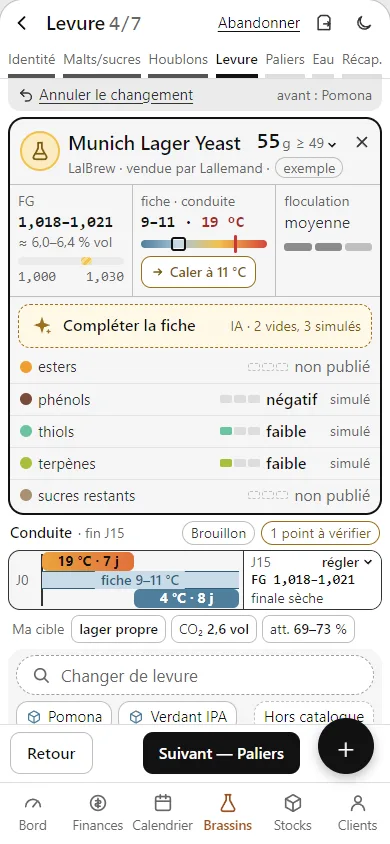 Levure 4/7
Abandonner
Identité Malts/sucres Houblons Levure Paliers Eau Récap.
Annuler le changement
avant : Pomona
Munich Lager Yeast 55 g ≥ 49
LalBrew · vendue par Lallemand · exemple
FG
1,018–1,021
≈ 6,0–6,4 % vol
1,000 1,030
fiche · conduite
9–11 · 19 °C
→ Caler à 11 °C
floculation
moyenne
Compléter la fiche
IA · 2 vides, 3 simulés
esters non publié
phénols négatif simulé
thiols faible simulé
terpènes faible simulé
sucres restants non publié
Conduite · fin J15 Brouillon 1 point à vérifier
J0
19 °C · 7 j
fiche 9–11 °C
4 °C · 8 j
J15 régler
FG 1,018–1,021
finale sèche
Ma cible lager propre CO₂ 2,6 vol att. 69–73 %
Changer de levure
Pomona Verdant IPA Hors catalogue
Retour Suivant — Paliers +
Bord Finances Calendrier Brassins Stocks Clients